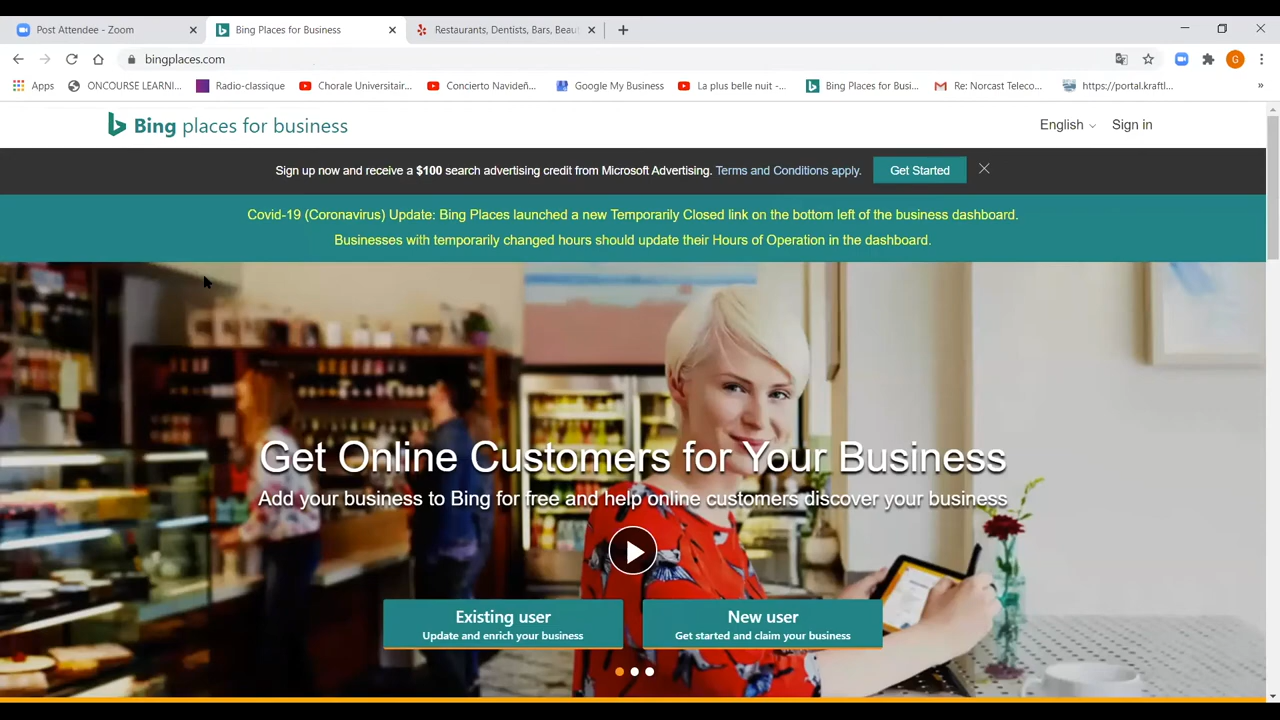 Post Attendee - Zoom
Bing Places for Business
Restaurants, Dentists, Bars, Beau
bingplaces.com
G
Apps
ONCOURSE LEARNI...
Radio-classique
Chorale Universitair...
Concierto Navideñ...
Google My Business
La plus belle nuit -...
Bing Places for Busi...
Re: Norcast Teleco...
https://portal.kraftl...
»
Bing places for business
English
Sign in
Sign up now and receive a $100 search advertising credit from Microsoft Advertising. Terms and Conditions apply.
Get Started
Covid-19 (Coronavirus) Update: Bing Places launched a new Temporarily Closed link on the bottom left of the business dashboard.
Businesses with temporarily changed hours should update their Hours of Operation in the dashboard.
Get Online Customers for Your Business
Add your business to Bing for free and help online customers discover your business
Existing user
Update and enrich your business
New user
Get started and claim your business